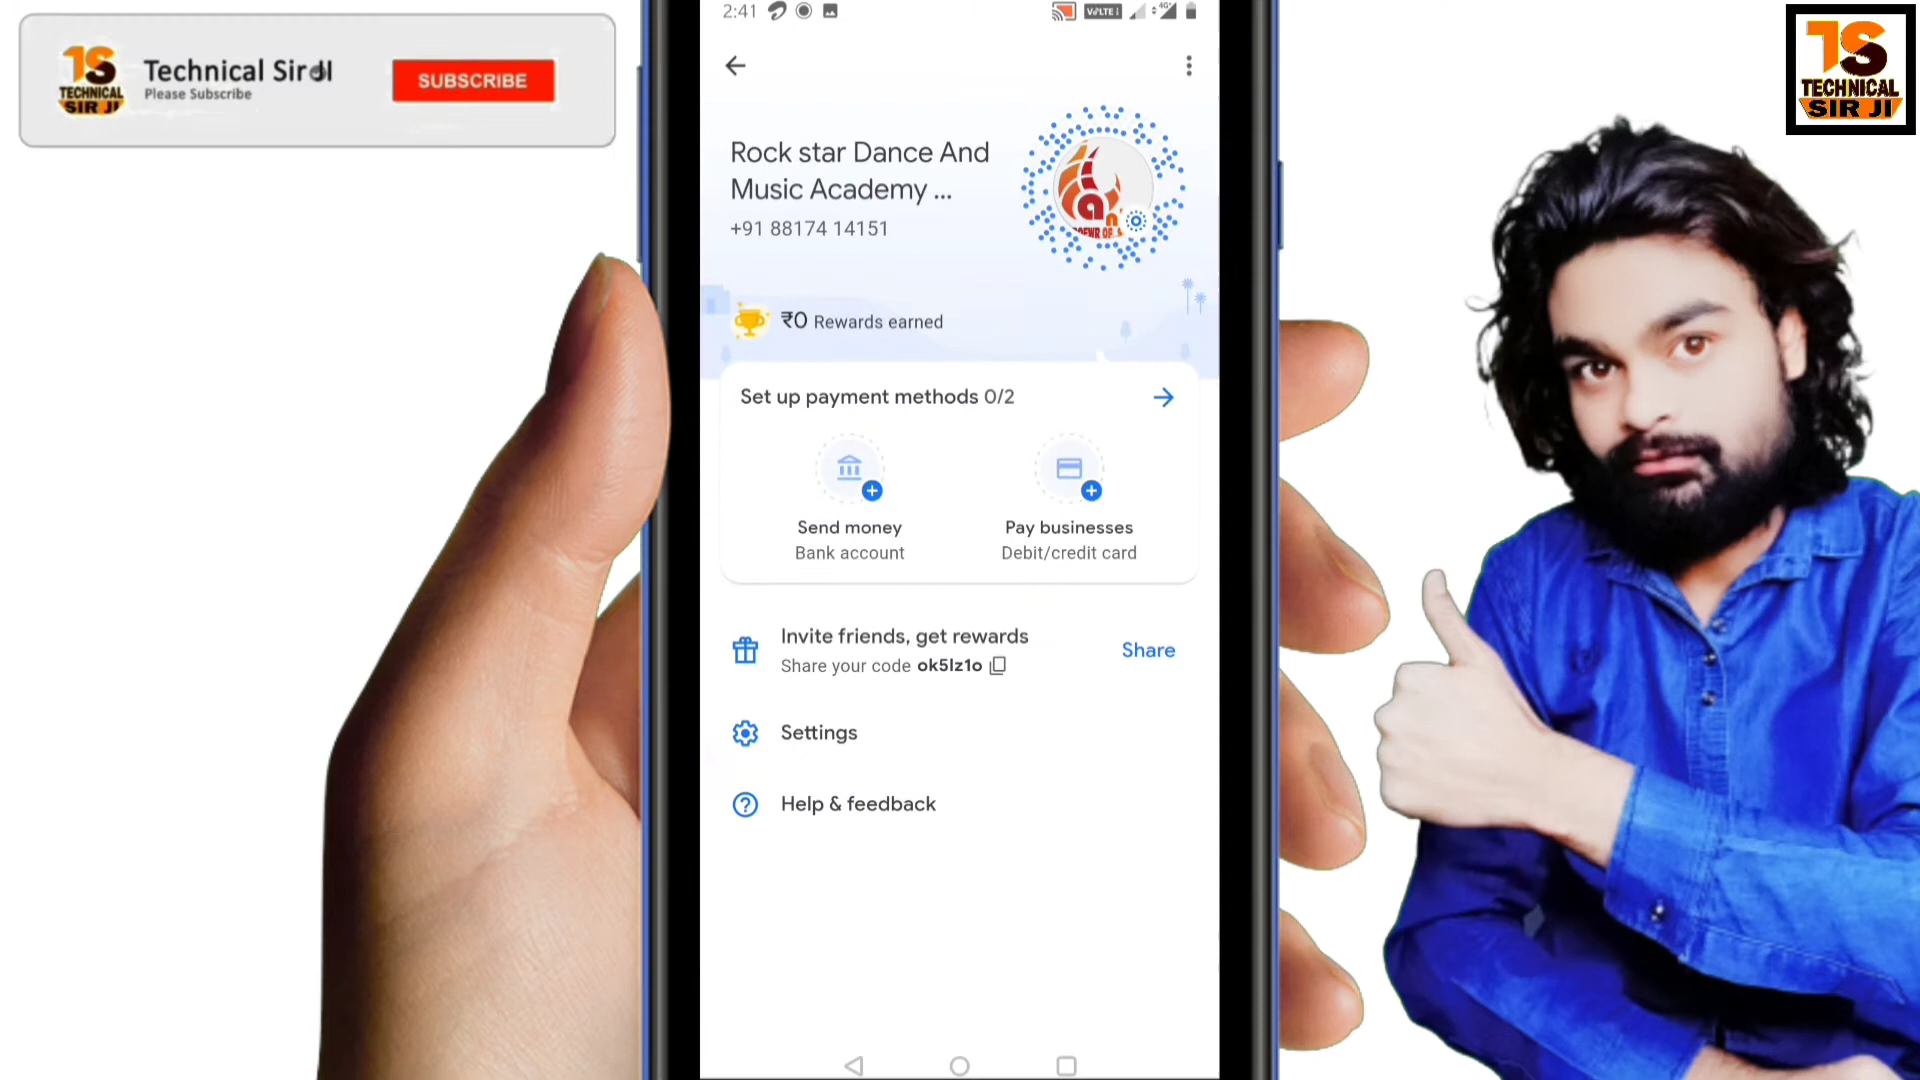 TS
TECHNICAL
SIR JI
Technical Sir JI
Please Subscribe
SUBSCRIBE
2:41
VoLTE
4G
Rock star Dance And
Music Academy ...
+91 88174 14151
₹0 Rewards earned
Set up payment methods 0/2
Send money
Bank account
Pay businesses
Debit/credit card
Invite friends, get rewards
Share your code ok5lz1o
Share
Settings
Help & feedback
TS
TECHNICAL
SIR JI